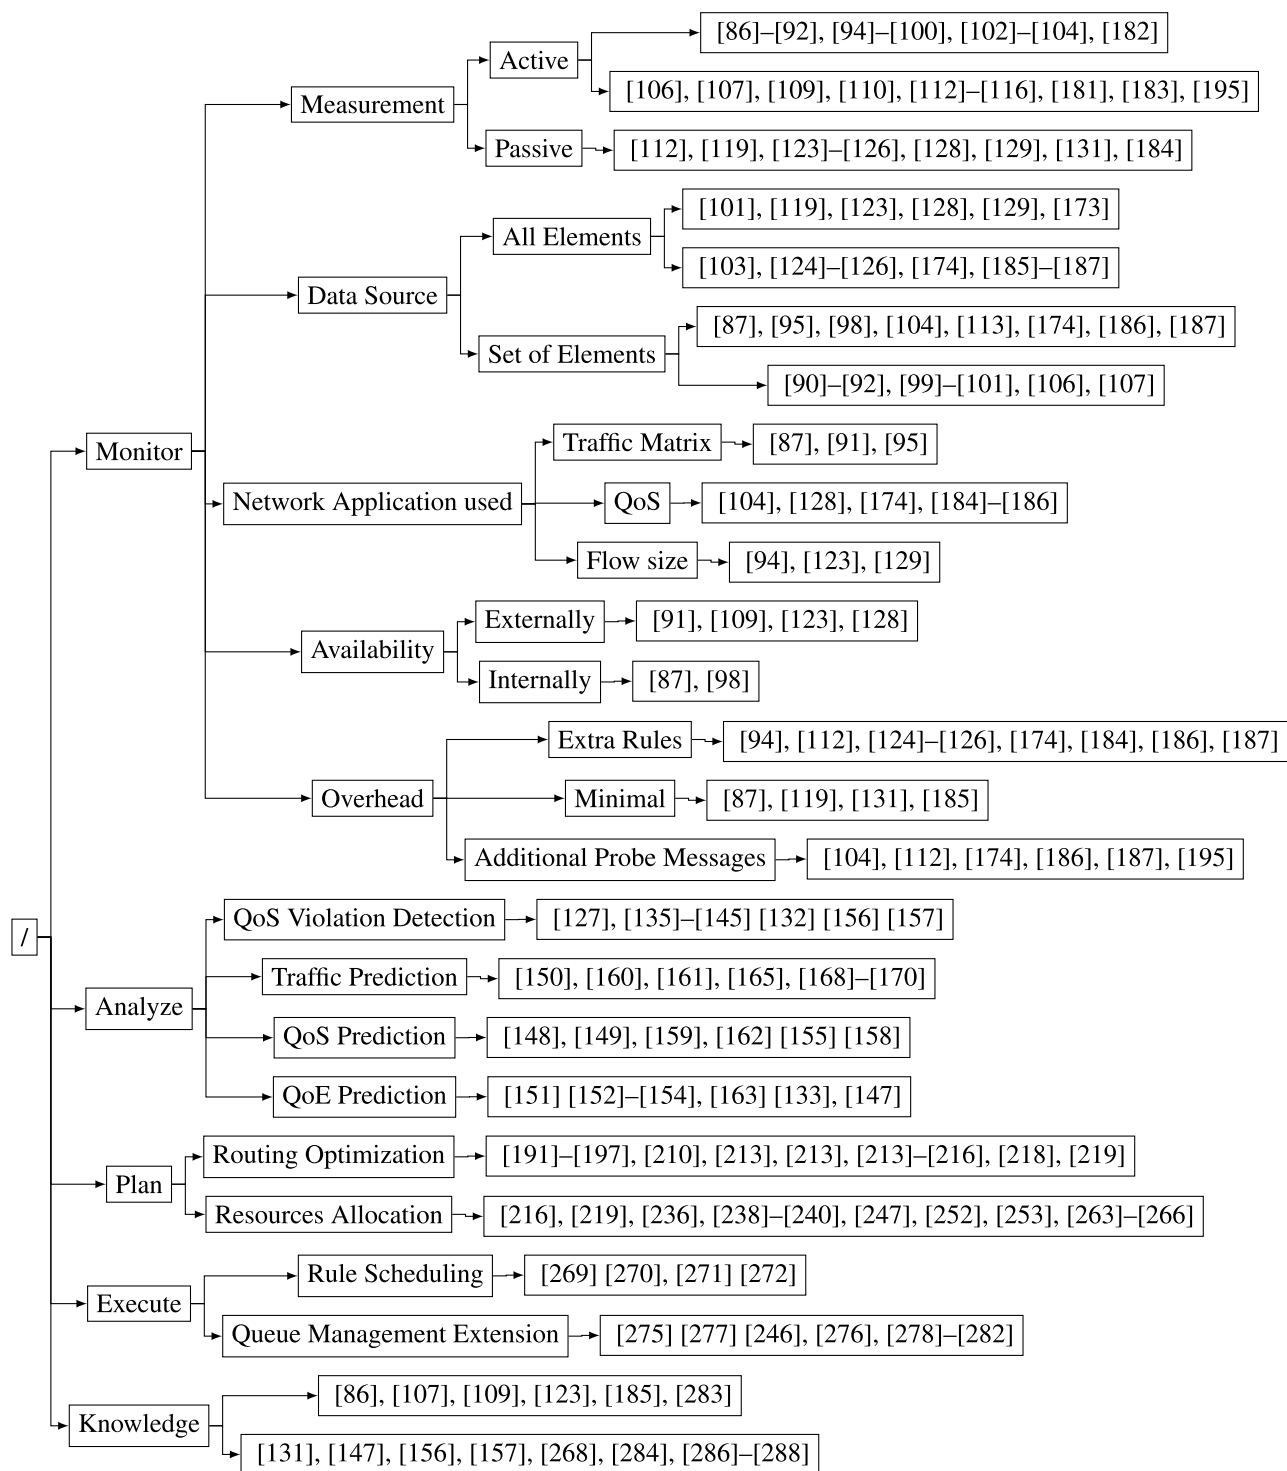 [86]–[92], [94]–[100], [102]–[104], [182]
Active
[106], [107], [109], [110], [112]–[116], [181], [183], [195]
Measurement
Passive
[112], [119], [123]–[126], [128], [129], [131], [184]
[101], [119], [123], [128], [129], [173]
All Elements
[103], [124]–[126], [174], [185]–[187]
Data Source
[87], [95], [98], [104], [113], [174], [186], [187]
Set of Elements
[90]–[92], [99]–[101], [106], [107]
Monitor
Traffic Matrix
[87], [91], [95]
Network Application used
QoS
[104], [128], [174], [184]–[186]
Flow size
[94], [123], [129]
Externally
[91], [109], [123], [128]
Availability
Internally
[87], [98]
Extra Rules
[94], [112], [124]–[126], [174], [184], [186], [187]
Overhead
Minimal
[87], [119], [131], [185]
Additional Probe Messages
[104], [112], [174], [186], [187], [195]
/
QoS Violation Detection
[127], [135]–[145] [132] [156] [157]
Traffic Prediction
[150], [160], [161], [165], [168]–[170]
Analyze
QoS Prediction
[148], [149], [159], [162] [155] [158]
QoE Prediction
[151] [152]–[154], [163] [133], [147]
Routing Optimization
[191]–[197], [210], [213], [213], [213]–[216], [218], [219]
Plan
Resources Allocation
[216], [219], [236], [238]–[240], [247], [252], [253], [263]–[266]
Rule Scheduling
[269] [270], [271] [272]
Execute
Queue Management Extension
[275] [277] [246], [276], [278]–[282]
[86], [107], [109], [123], [185], [283]
Knowledge
[131], [147], [156], [157], [268], [284], [286]–[288]